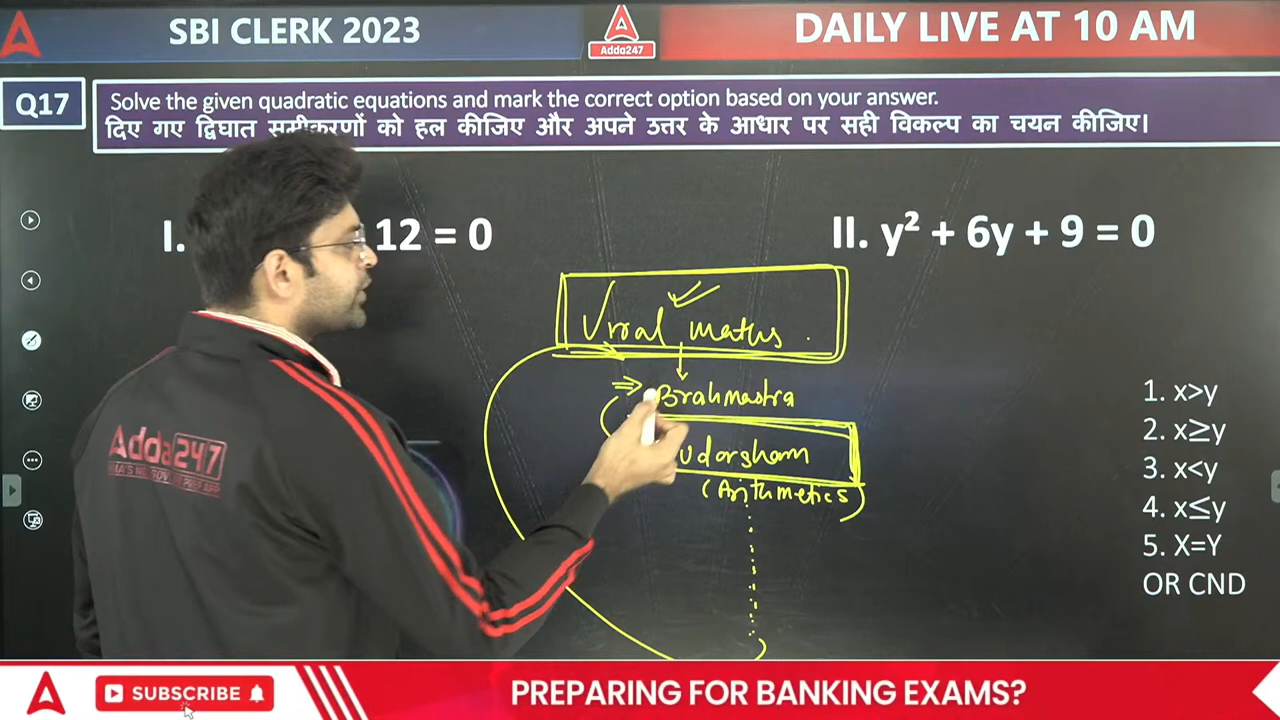 SBI CLERK 2023
Adda247
DAILY LIVE AT 10 AM
Q17
Solve the given quadratic equations and mark the correct option based on your answer.
दिए गए द्विघात समीकरणों को हल कीजिए और अपने उत्तर के आधार पर सही विकल्प का चयन कीजिए।
I. 12 = 0
II. y² + 6y + 9 = 0
Viral maths.
⇒ Brahmastra
udarsham
(Arithmetics)
1. x>y
2. x≥y
3. x<y
4. x≤y
5. X=Y
OR CND
Adda247
SUBSCRIBE
PREPARING FOR BANKING EXAMS?